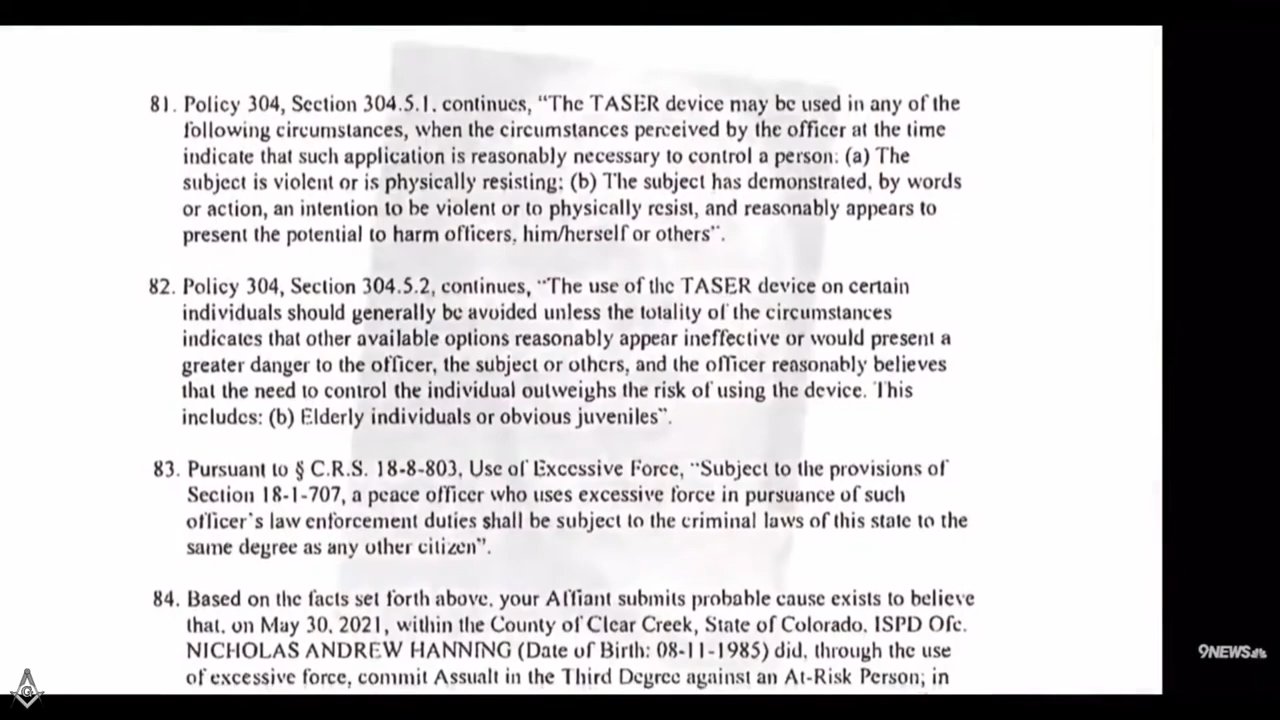 81. Policy 304, Section 304.5.1, continues, “The TASER device may be used in any of the
following circumstances, when the circumstances perceived by the officer at the time
indicate that such application is reasonably necessary to control a person: (a) The
subject is violent or is physically resisting; (b) The subject has demonstrated, by words
or action, an intention to be violent or to physically resist, and reasonably appears to
present the potential to harm officers, him/herself or others”.
82. Policy 304, Section 304.5.2, continues, “The use of the TASER device on certain
individuals should generally be avoided unless the totality of the circumstances
indicates that other available options reasonably appear ineffective or would present a
greater danger to the officer, the subject or others, and the officer reasonably believes
that the need to control the individual outweighs the risk of using the device. This
includes: (b) Elderly individuals or obvious juveniles”.
83. Pursuant to § C.R.S. 18-8-803, Use of Excessive Force, “Subject to the provisions of
Section 18-1-707, a peace officer who uses excessive force in pursuance of such
officer’s law enforcement duties shall be subject to the criminal laws of this state to the
same degree as any other citizen”.
84. Based on the facts set forth above, your Affiant submits probable cause exists to believe
that, on May 30, 2021, within the County of Clear Creek, State of Colorado, ISPD Ofc.
NICHOLAS ANDREW HANNING (Date of Birth: 08-11-1985) did, through the use
of excessive force, commit Assualt in the Third Degree against an At-Risk Person; in
9NEWS
G